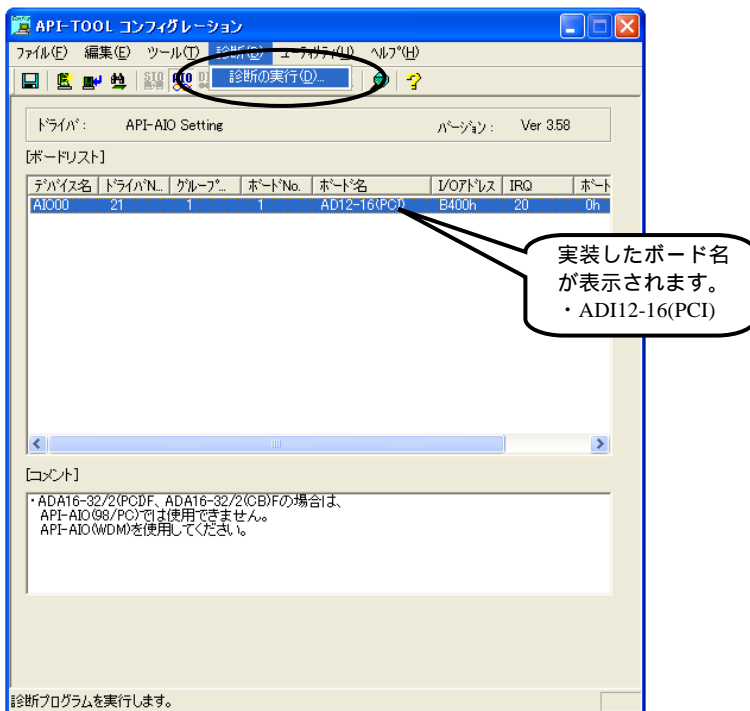 API-TOOL コンフィグレーション
ファイル(F) 編集(E) ツール(T) 診断(D) ユーティリティ(U) ヘルプ(H)
診断の実行(D)...
ドライバ: API-AIO Setting バージョン: Ver 3.58
[ボードリスト]
デバイス名 ドライバN... グループ... ボードNo. ボード名 I/Oアドレス IRQ ボード
AIO00 21 1 1 AD12-16(PCI) B400h 20 0h
実装したボード名
が表示されます。
・ADI12-16(PCI)
[コメント]
・ADA16-32/2(PCI)F、ADA16-32/2(CB)Fの場合は、
API-AIO(98/PC)では使用できません。
API-AIO(WDM)を使用してください。
診断プログラムを実行します。